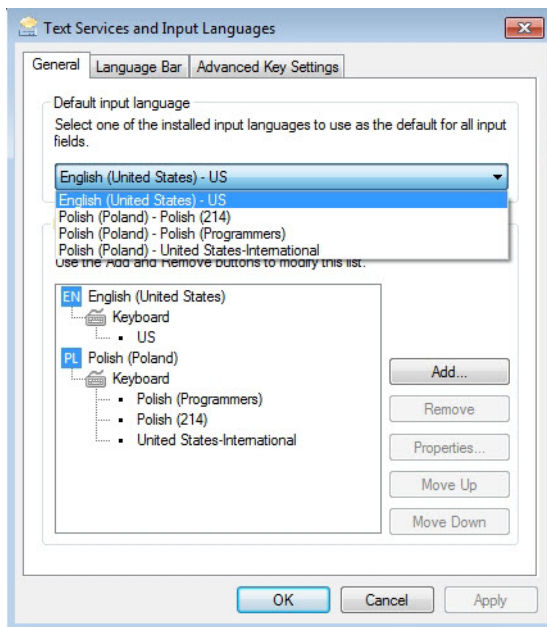 Text Services and Input Languages
General
Language Bar
Advanced Key Settings
Default input language
Select one of the installed input languages to use as the default for all input
fields.
English (United States) - US
English (United States) - US
Polish (Poland) - Polish (214)
Polish (Poland) - Polish (Programmers)
Polish (Poland) - United States-International
Use the Add and Remove buttons to modify this list.
EN English (United States)
Keyboard
US
PL Polish (Poland)
Keyboard
Polish (Programmers)
Polish (214)
United States-International
Add...
Remove
Properties...
Move Up
Move Down
OK
Cancel
Apply